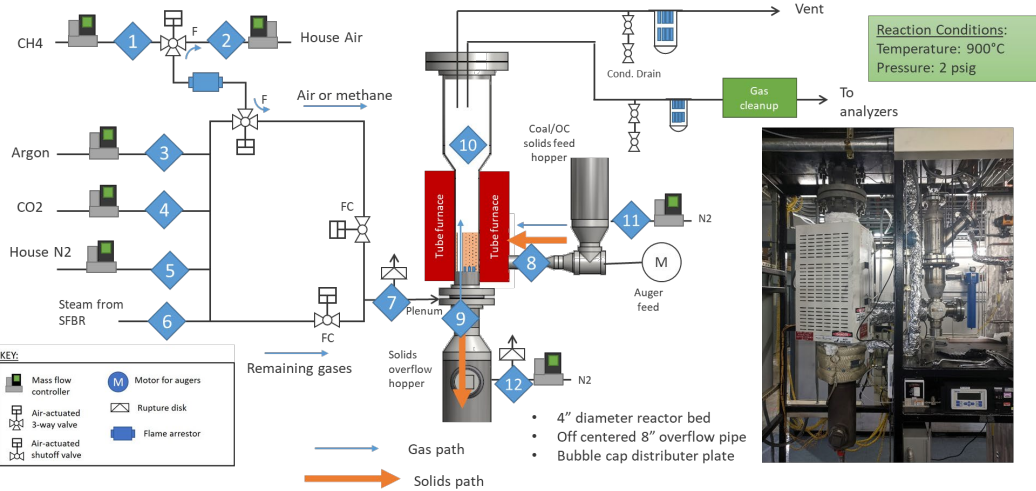 Vent
Reaction Conditions:
Temperature: 900°C
Pressure: 2 psig
CH4
1
F
2
House Air
Cond. Drain
F
Air or methane
Gas
cleanup
To
analyzers
Argon
3
10
Coal/OC
solids feed
hopper
CO2
4
FC
Tube furnace
Tube furnace
11
N2
House N2
5
8
M
Auger
feed
Steam from
SFBR
6
FC
7
Plenum
9
Remaining gases
Solids
overflow
hopper
12
N2
KEY:
Mass flow
controller
M
Motor for augers
Air-actuated
3-way valve
Rupture disk
Air-actuated
shutoff valve
Flame arrestor
Gas path
Solids path
• 4” diameter reactor bed
• Off centered 8” overflow pipe
• Bubble cap distributer plate